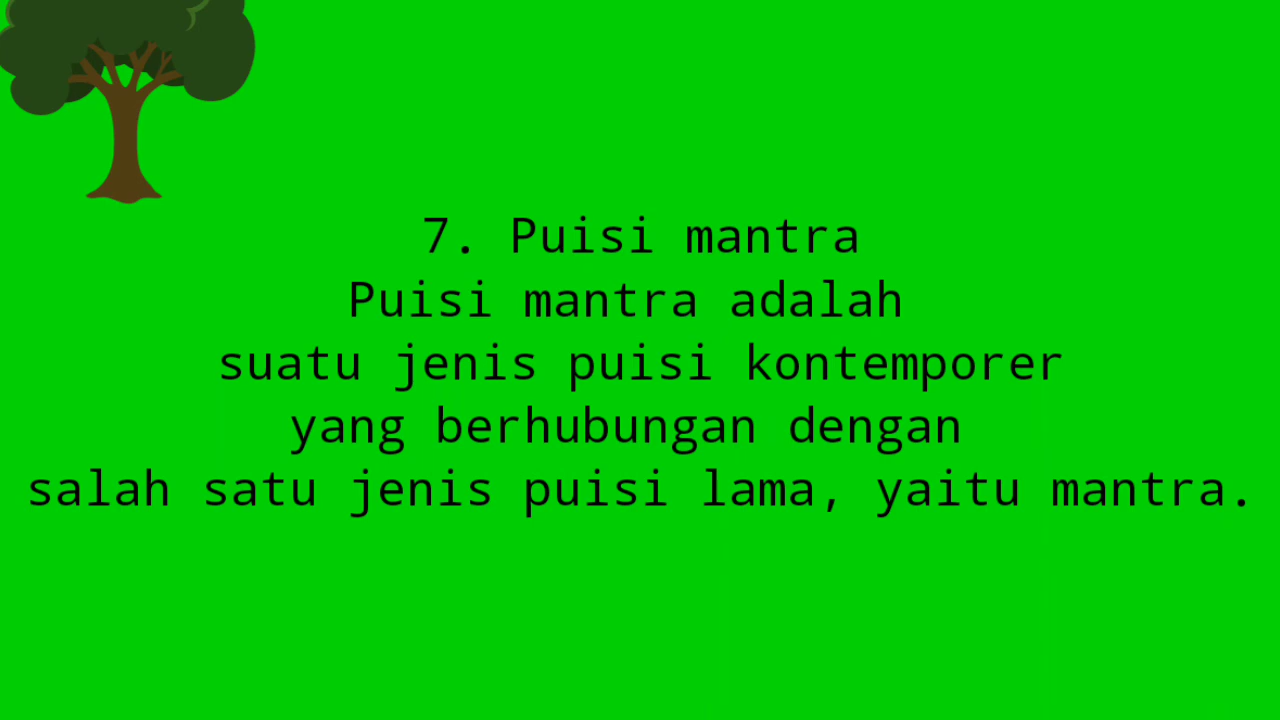 7. Puisi mantra
Puisi mantra adalah
suatu jenis puisi kontemporer
yang berhubungan dengan
salah satu jenis puisi lama, yaitu mantra.